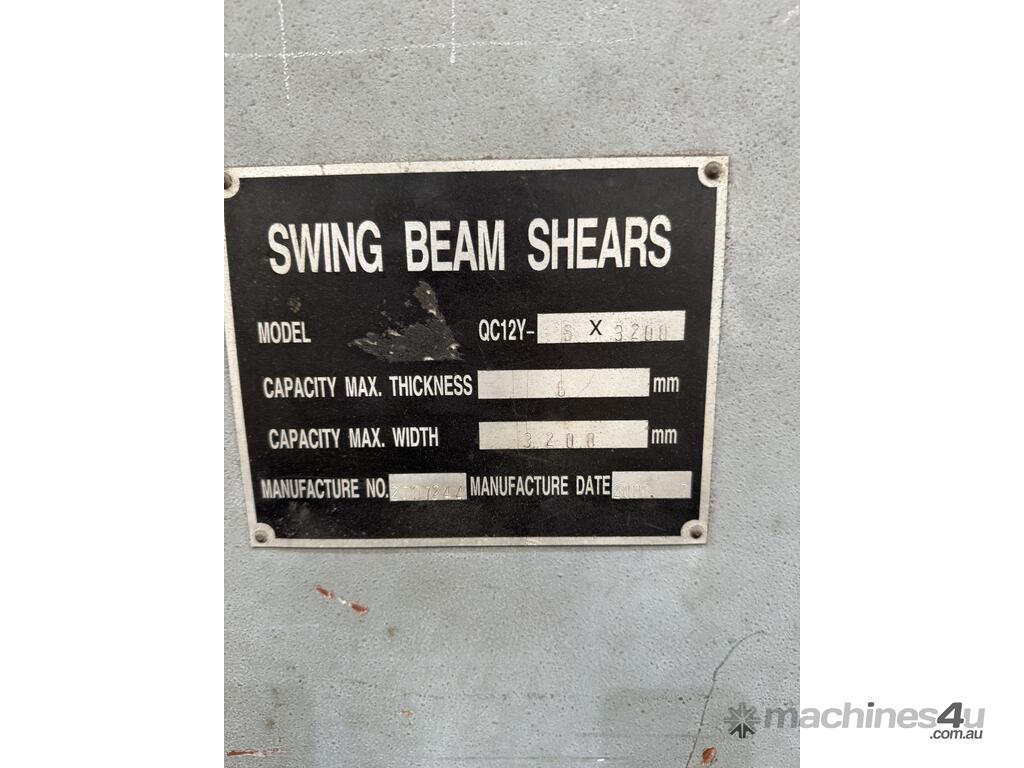 SWING BEAM SHEARS
MODEL QC12Y- 6 X 3200
CAPACITY MAX. THICKNESS 6 mm
CAPACITY MAX. WIDTH 3200 mm
MANUFACTURE NO. MANUFACTURE DATE
machines4u
.com.au